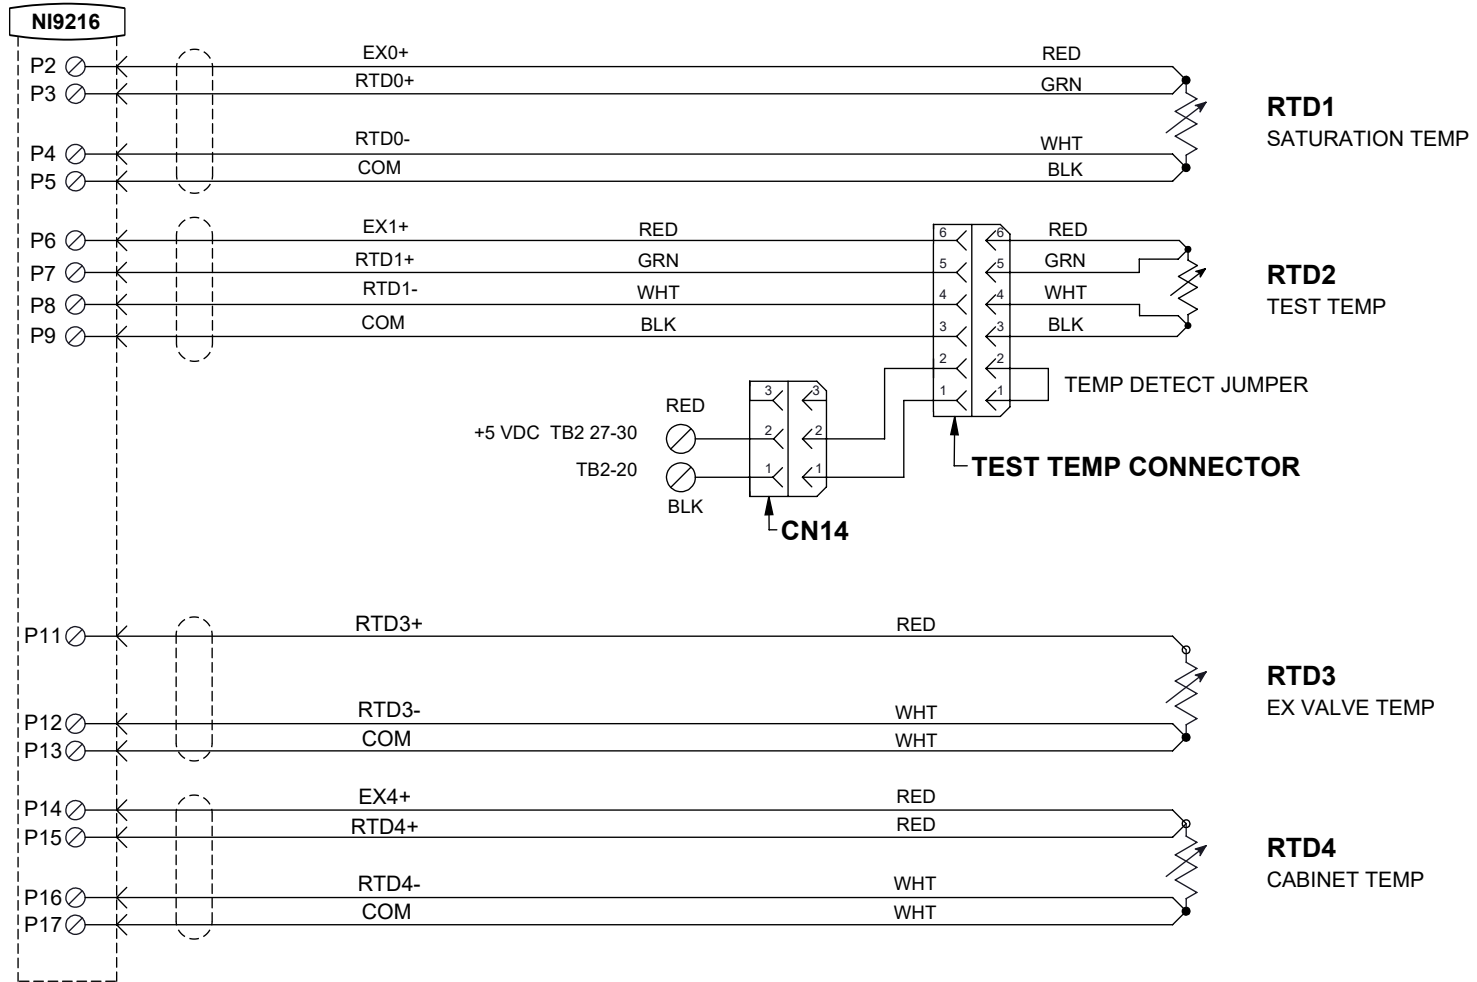 NI9216
P2 EX0+ RED
P3 RTD0+ GRN
RTD1
SATURATION TEMP
P4 RTD0- WHT
P5 COM BLK
P6 EX1+ RED 6 6 RED
P7 RTD1+ GRN 5 5 GRN
RTD2
TEST TEMP
P8 RTD1- WHT 4 4 WHT
P9 COM BLK 3 3 BLK
2 2
1 1
TEMP DETECT JUMPER
TEST TEMP CONNECTOR
3 3
RED
+5 VDC TB2 27-30 2 2
TB2-20 1 1
BLK
CN14
P11 RTD3+ RED
RTD3
EX VALVE TEMP
P12 RTD3- WHT
P13 COM WHT
P14 EX4+ RED
P15 RTD4+ RED
RTD4
CABINET TEMP
P16 RTD4- WHT
P17 COM WHT